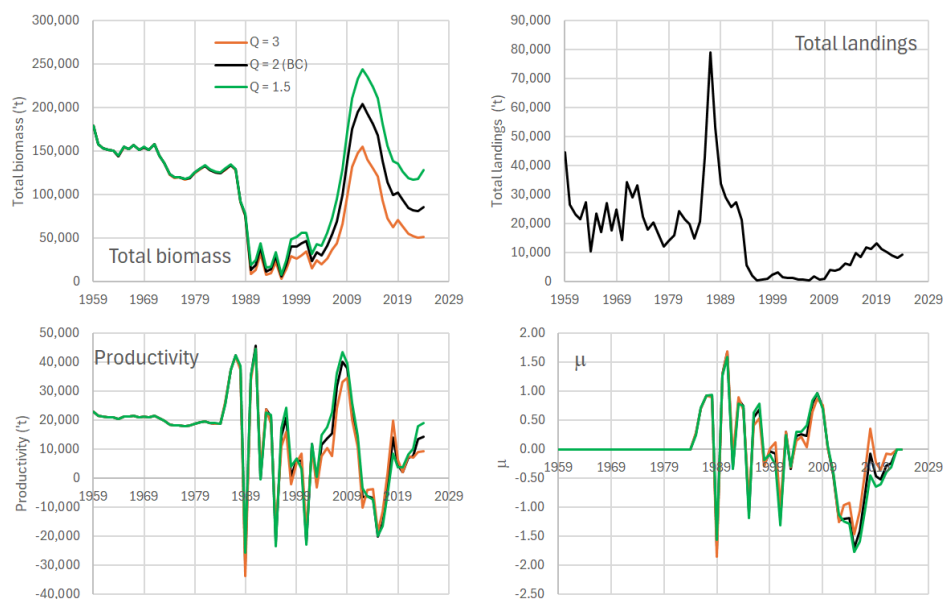 300,000
250,000
200,000
150,000
100,000
50,000
0
Total biomass ('t)
Q = 3
Q = 2 (BC)
Q = 1.5
Total biomass
1959 1969 1979 1989 1999 2009 2019 2029
90,000
80,000
70,000
60,000
50,000
40,000
30,000
20,000
10,000
0
Total landings ('t)
Total landings
1959 1969 1979 1989 1999 2009 2019 2029
50,000
40,000
30,000
20,000
10,000
0
-10,000
-20,000
-30,000
-40,000
Productivity ('t)
Productivity
1959 1969 1979 1989 1999 2009 2019 2029
2.00
1.50
1.00
0.50
0.00
-0.50
-1.00
-1.50
-2.00
-2.50
μ
μ
1959 1969 1979 1989 1999 2009 2019 2029